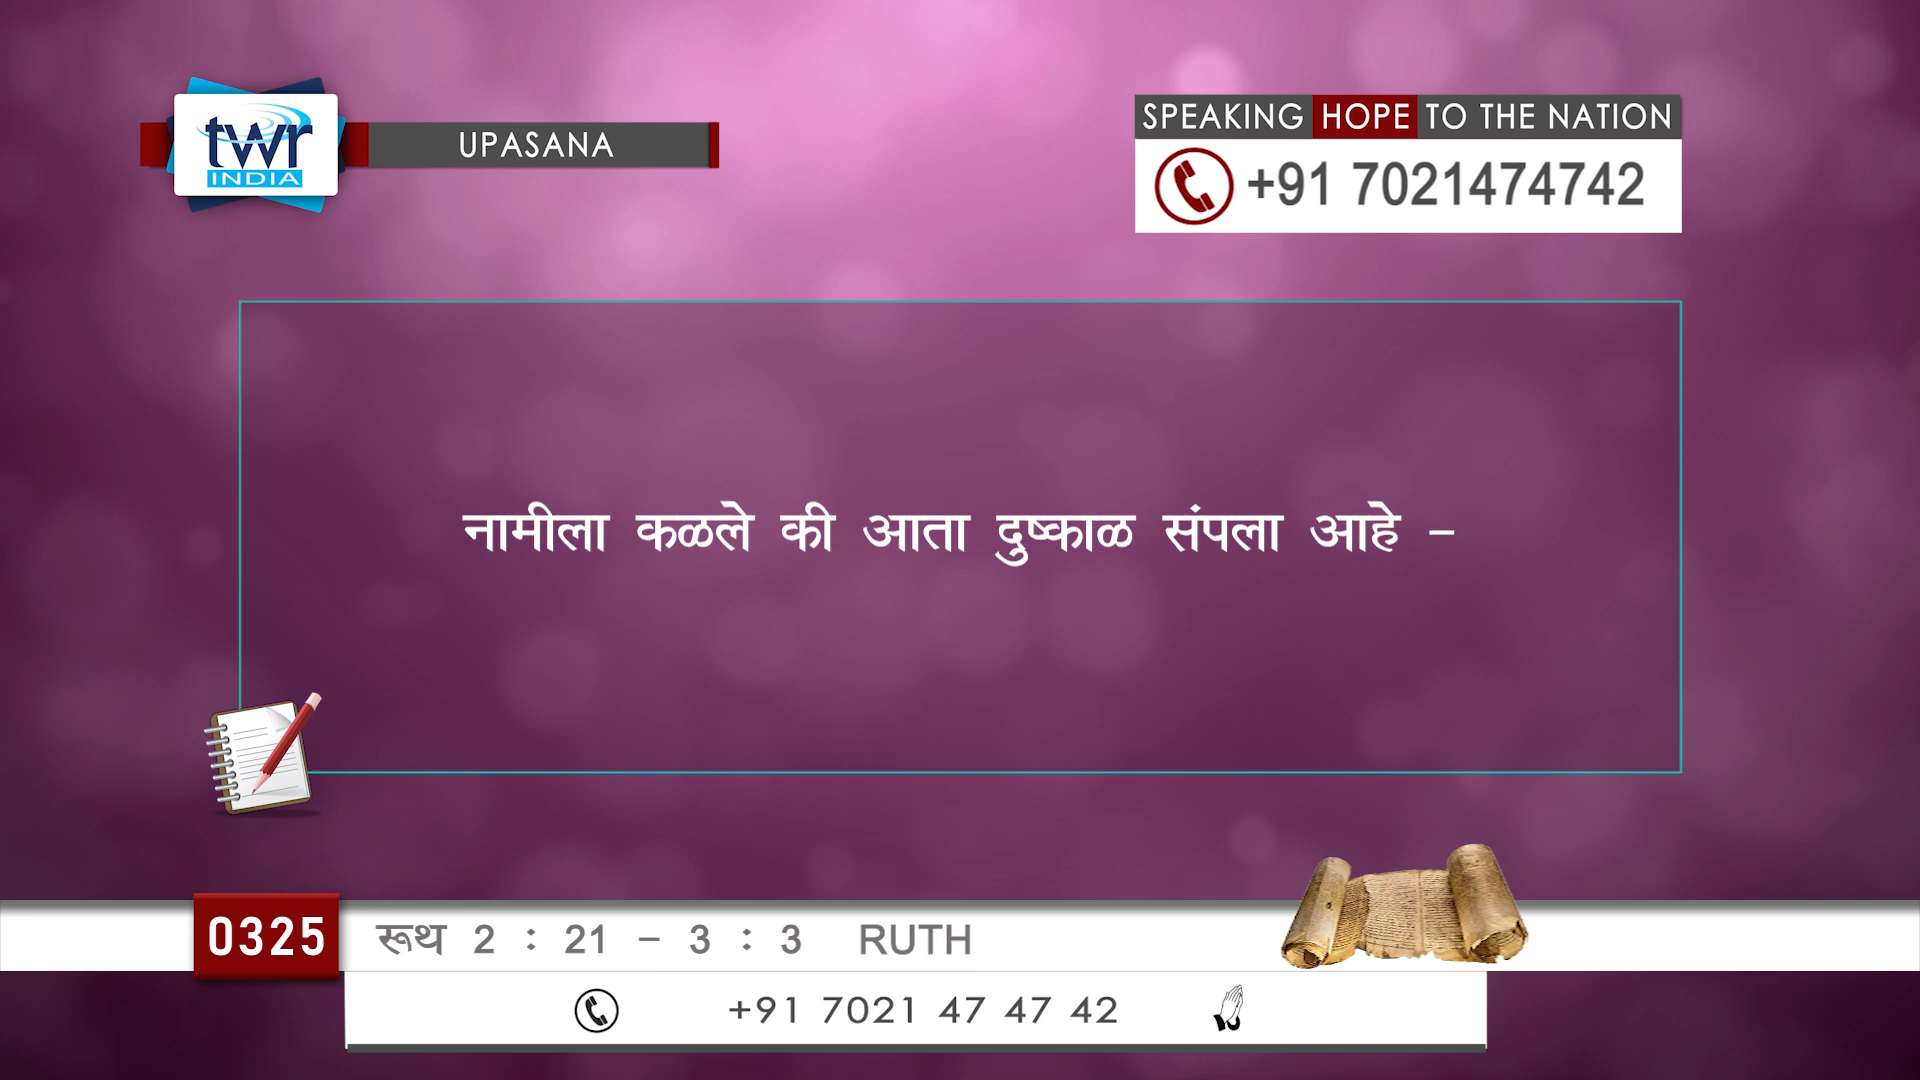 twr
INDIA
UPASANA
SPEAKING HOPE TO THE NATION
+91 7021474742
नामीला कळले की आता दुष्काळ संपला आहे -
0325
रूथ 2 : 21 - 3 : 3 RUTH
+91 7021 47 47 42